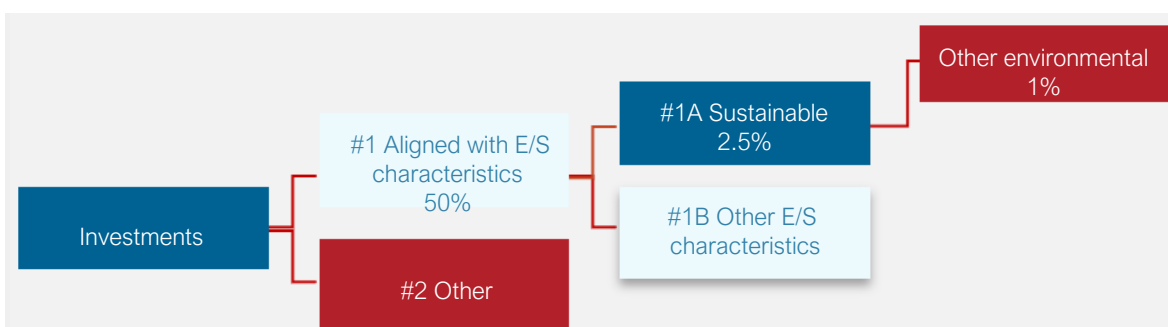 Other environmental
1%
#1A Sustainable
2.5%
#1 Aligned with E/S
characteristics
50%
#1B Other E/S
characteristics
Investments
#2 Other